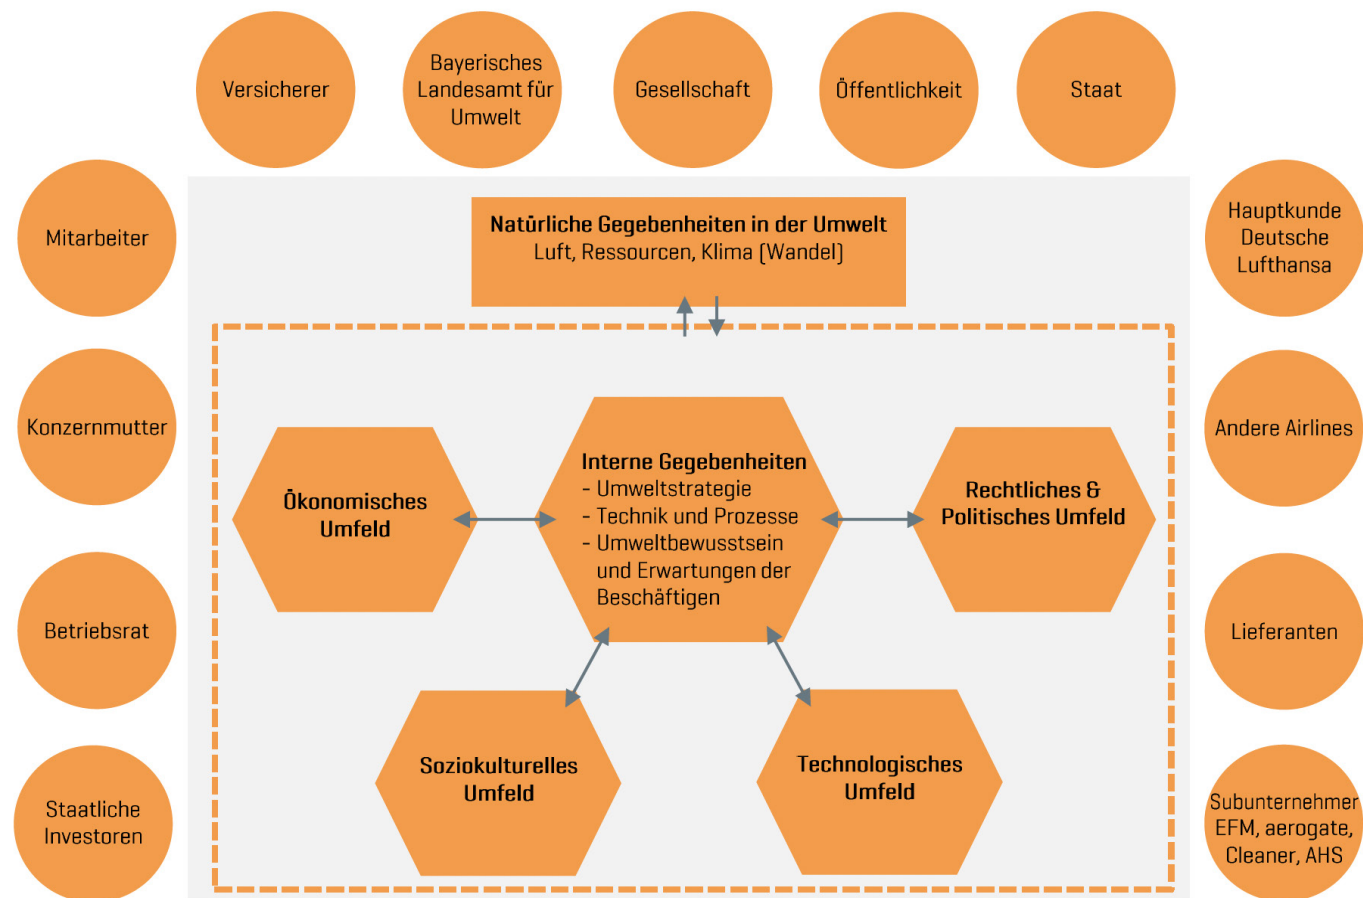 Versicherer
Bayerisches
Landesamt für
Umwelt
Gesellschaft
Öffentlichkeit
Staat
Mitarbeiter
Konzernmutter
Betriebsrat
Staatliche
Investoren
Natürliche Gegebenheiten in der Umwelt
Luft, Ressourcen, Klima (Wandel)
Ökonomisches
Umfeld
Interne Gegebenheiten
- Umweltstrategie
- Technik und Prozesse
- Umweltbewusstsein
und Erwartungen der
Beschäftigen
Rechtliches &
Politisches Umfeld
Soziokulturelles
Umfeld
Technologisches
Umfeld
Hauptkunde
Deutsche
Lufthansa
Andere Airlines
Lieferanten
Subunternehmer
EFM, aerogate,
Cleaner, AHS